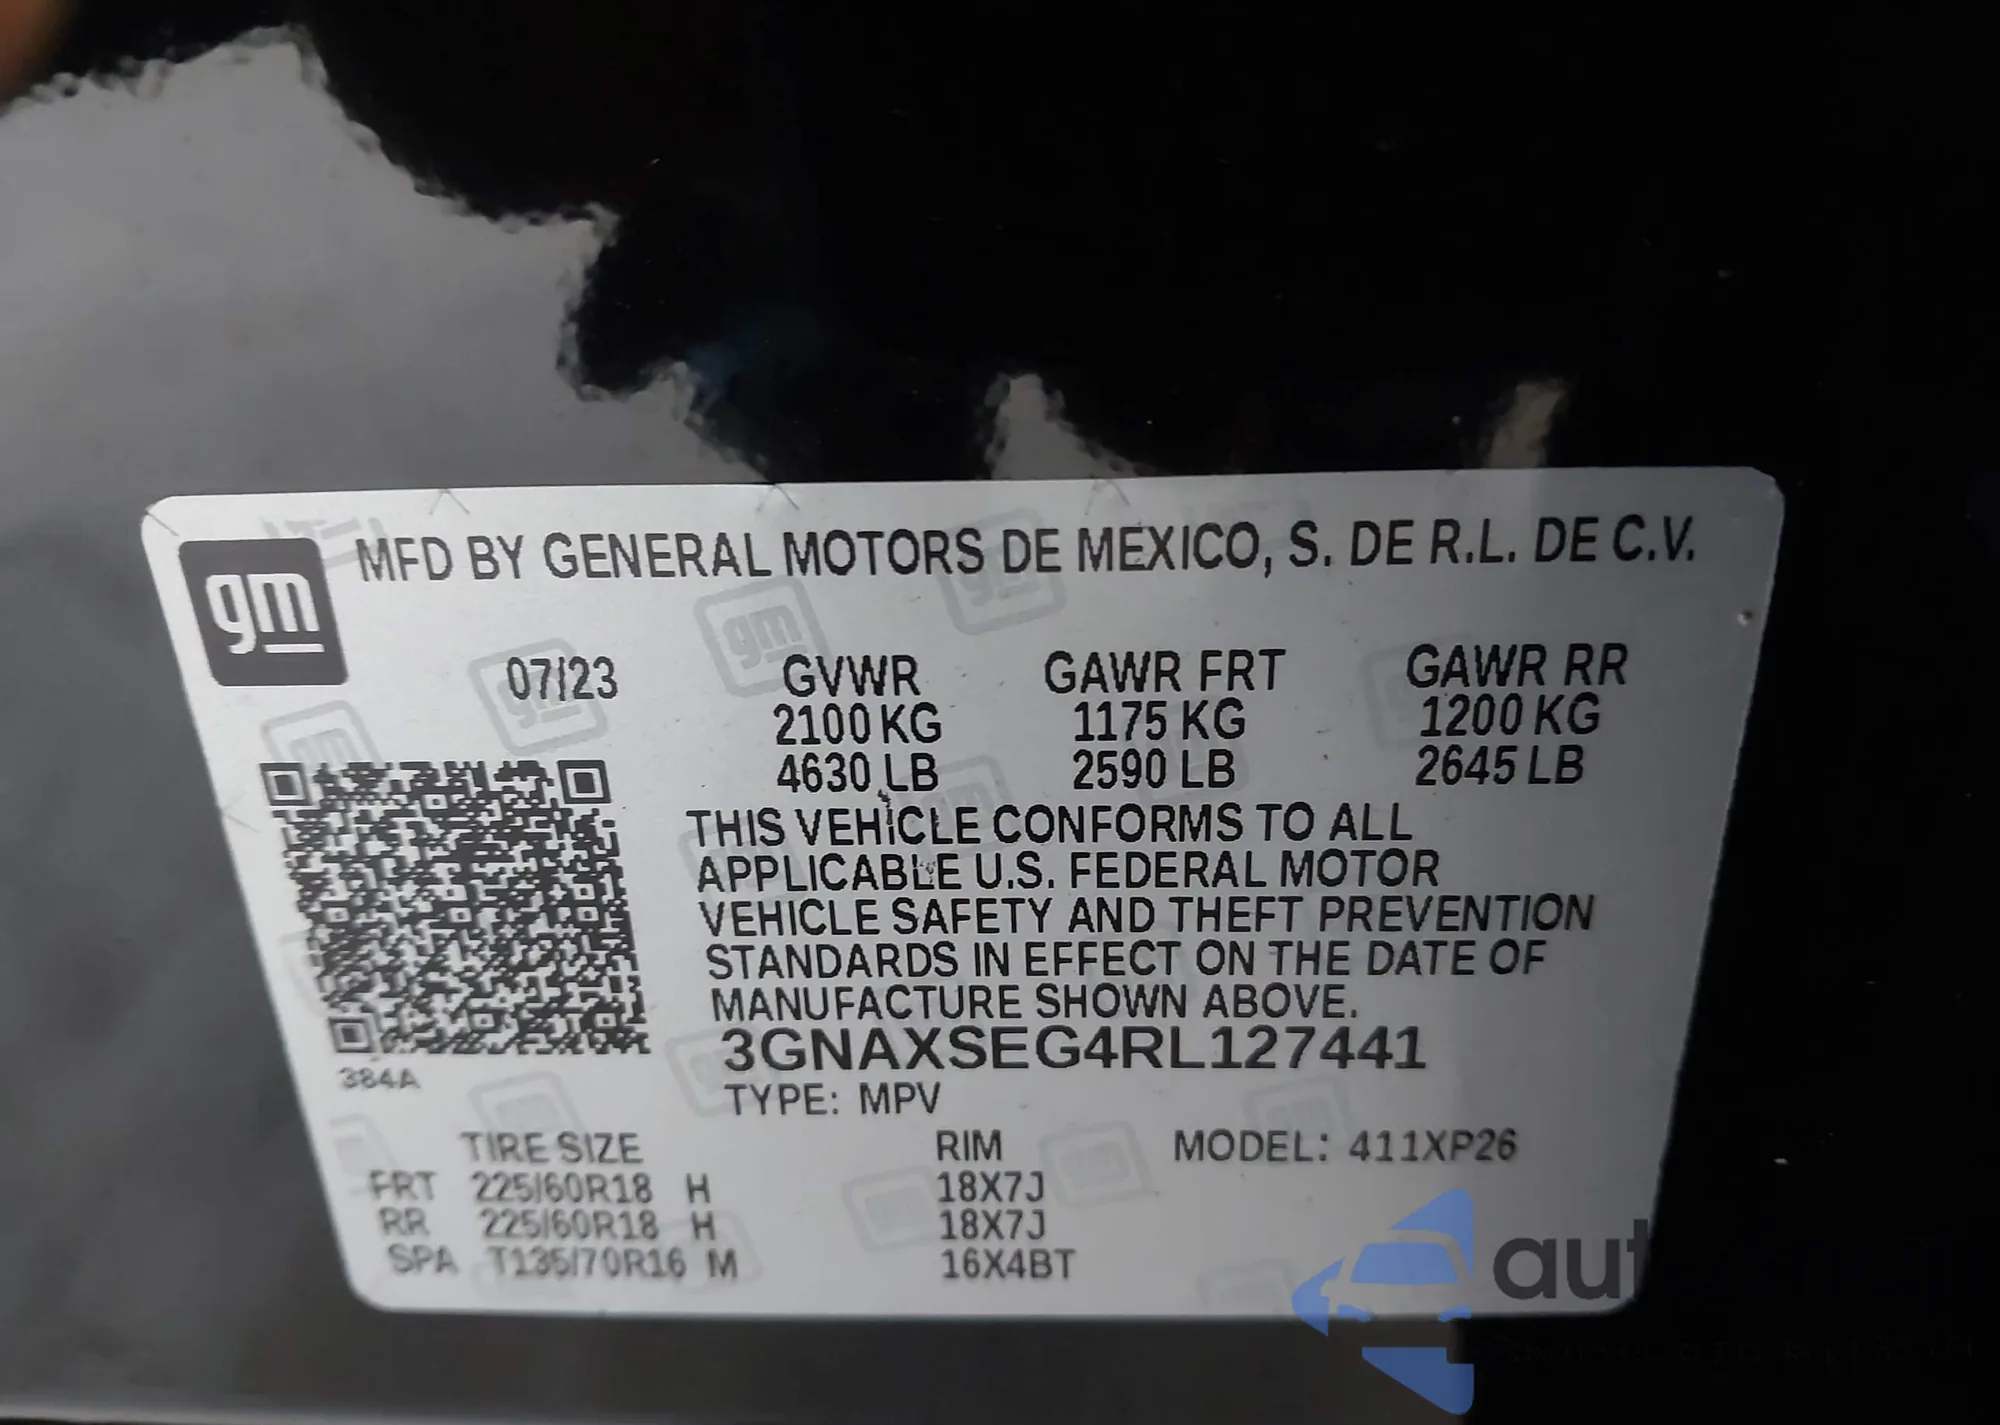 gm MFD BY GENERAL MOTORS DE MEXICO, S. DE R.L. DE C.V.
07/23 GVWR GAWR FRT GAWR RR
2100 KG 1175 KG 1200 KG
4630 LB 2590 LB 2645 LB
THIS VEHICLE CONFORMS TO ALL
APPLICABLE U.S. FEDERAL MOTOR
VEHICLE SAFETY AND THEFT PREVENTION
STANDARDS IN EFFECT ON THE DATE OF
MANUFACTURE SHOWN ABOVE.
3GNAXSEG4RL127441
384A
TYPE: MPV
TIRE SIZE RIM MODEL: 411XP26
FRT 225/60R18 H 18X7J
RR 225/60R18 H 18X7J
SPA T135/70R16 M 16X4BT